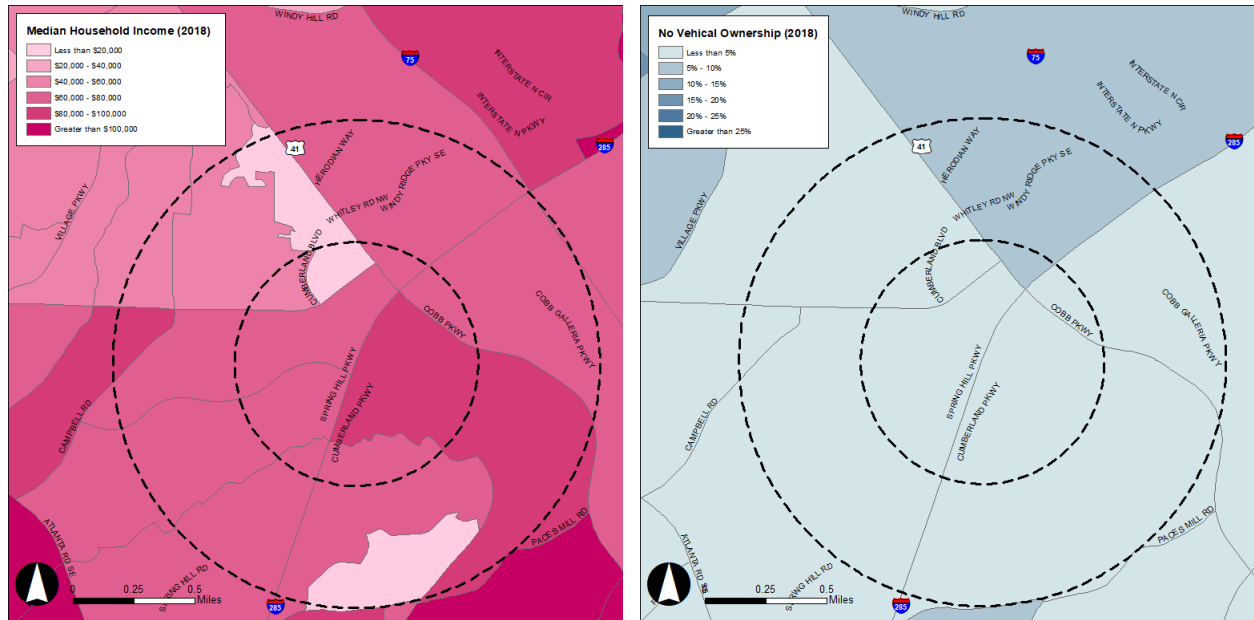 WINDY HILL RD
Median Household Income (2018)
Less than $20,000
$20,000 - $40,000
$40,000 - $60,000
$60,000 - $80,000
$80,000 - $100,000
Greater than $100,000
75
INTERSTATE N CIR
INTERSTATE N PKWY
285
41
HERODIAN WAY
WINDY RIDGE PKY SE
WHITLEY RD NW
VILLAGE PKWY
CUMBERLAND BLVD
COBB PKWY
COBB GALLERIA PKWY
SPRING HILL PKWY
CUMBERLAND PKWY
CAMPBELL RD
PACES MILL RD
ATLANTA RD SE
SPRING HILL RD
0 0.25 0.5
Miles
285
WINDY HILL RD
No Vehical Ownership (2018)
Less than 5%
5% - 10%
10% - 15%
15% - 20%
20% - 25%
Greater than 25%
75
INTERSTATE N CIR
INTERSTATE N PKWY
285
41
HERODIAN WAY
WINDY RIDGE PKY SE
WHITLEY RD NW
VILLAGE PKWY
CUMBERLAND BLVD
COBB PKWY
COBB GALLERIA PKWY
SPRING HILL PKWY
CUMBERLAND PKWY
CAMPBELL RD
PACES MILL RD
ATLANTA RD SE
SPRING HILL RD
0 0.25 0.5
Miles
285